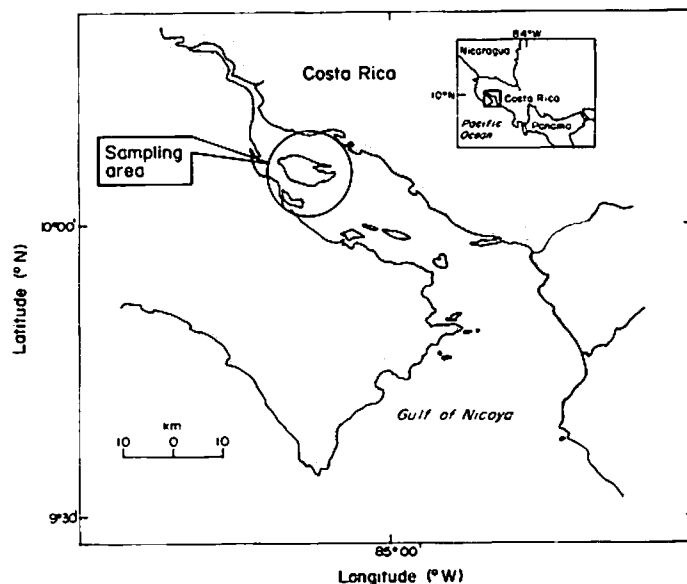 84°W
Nicaragua
Costa Rica
10°N
Costa Rica
Panama
Pacific
Ocean
Sampling
area
10°00'
Latitude (°N)
Gulf of Nicoya
km
10 0 10
9°30'
85°00'
Longitude (°W)